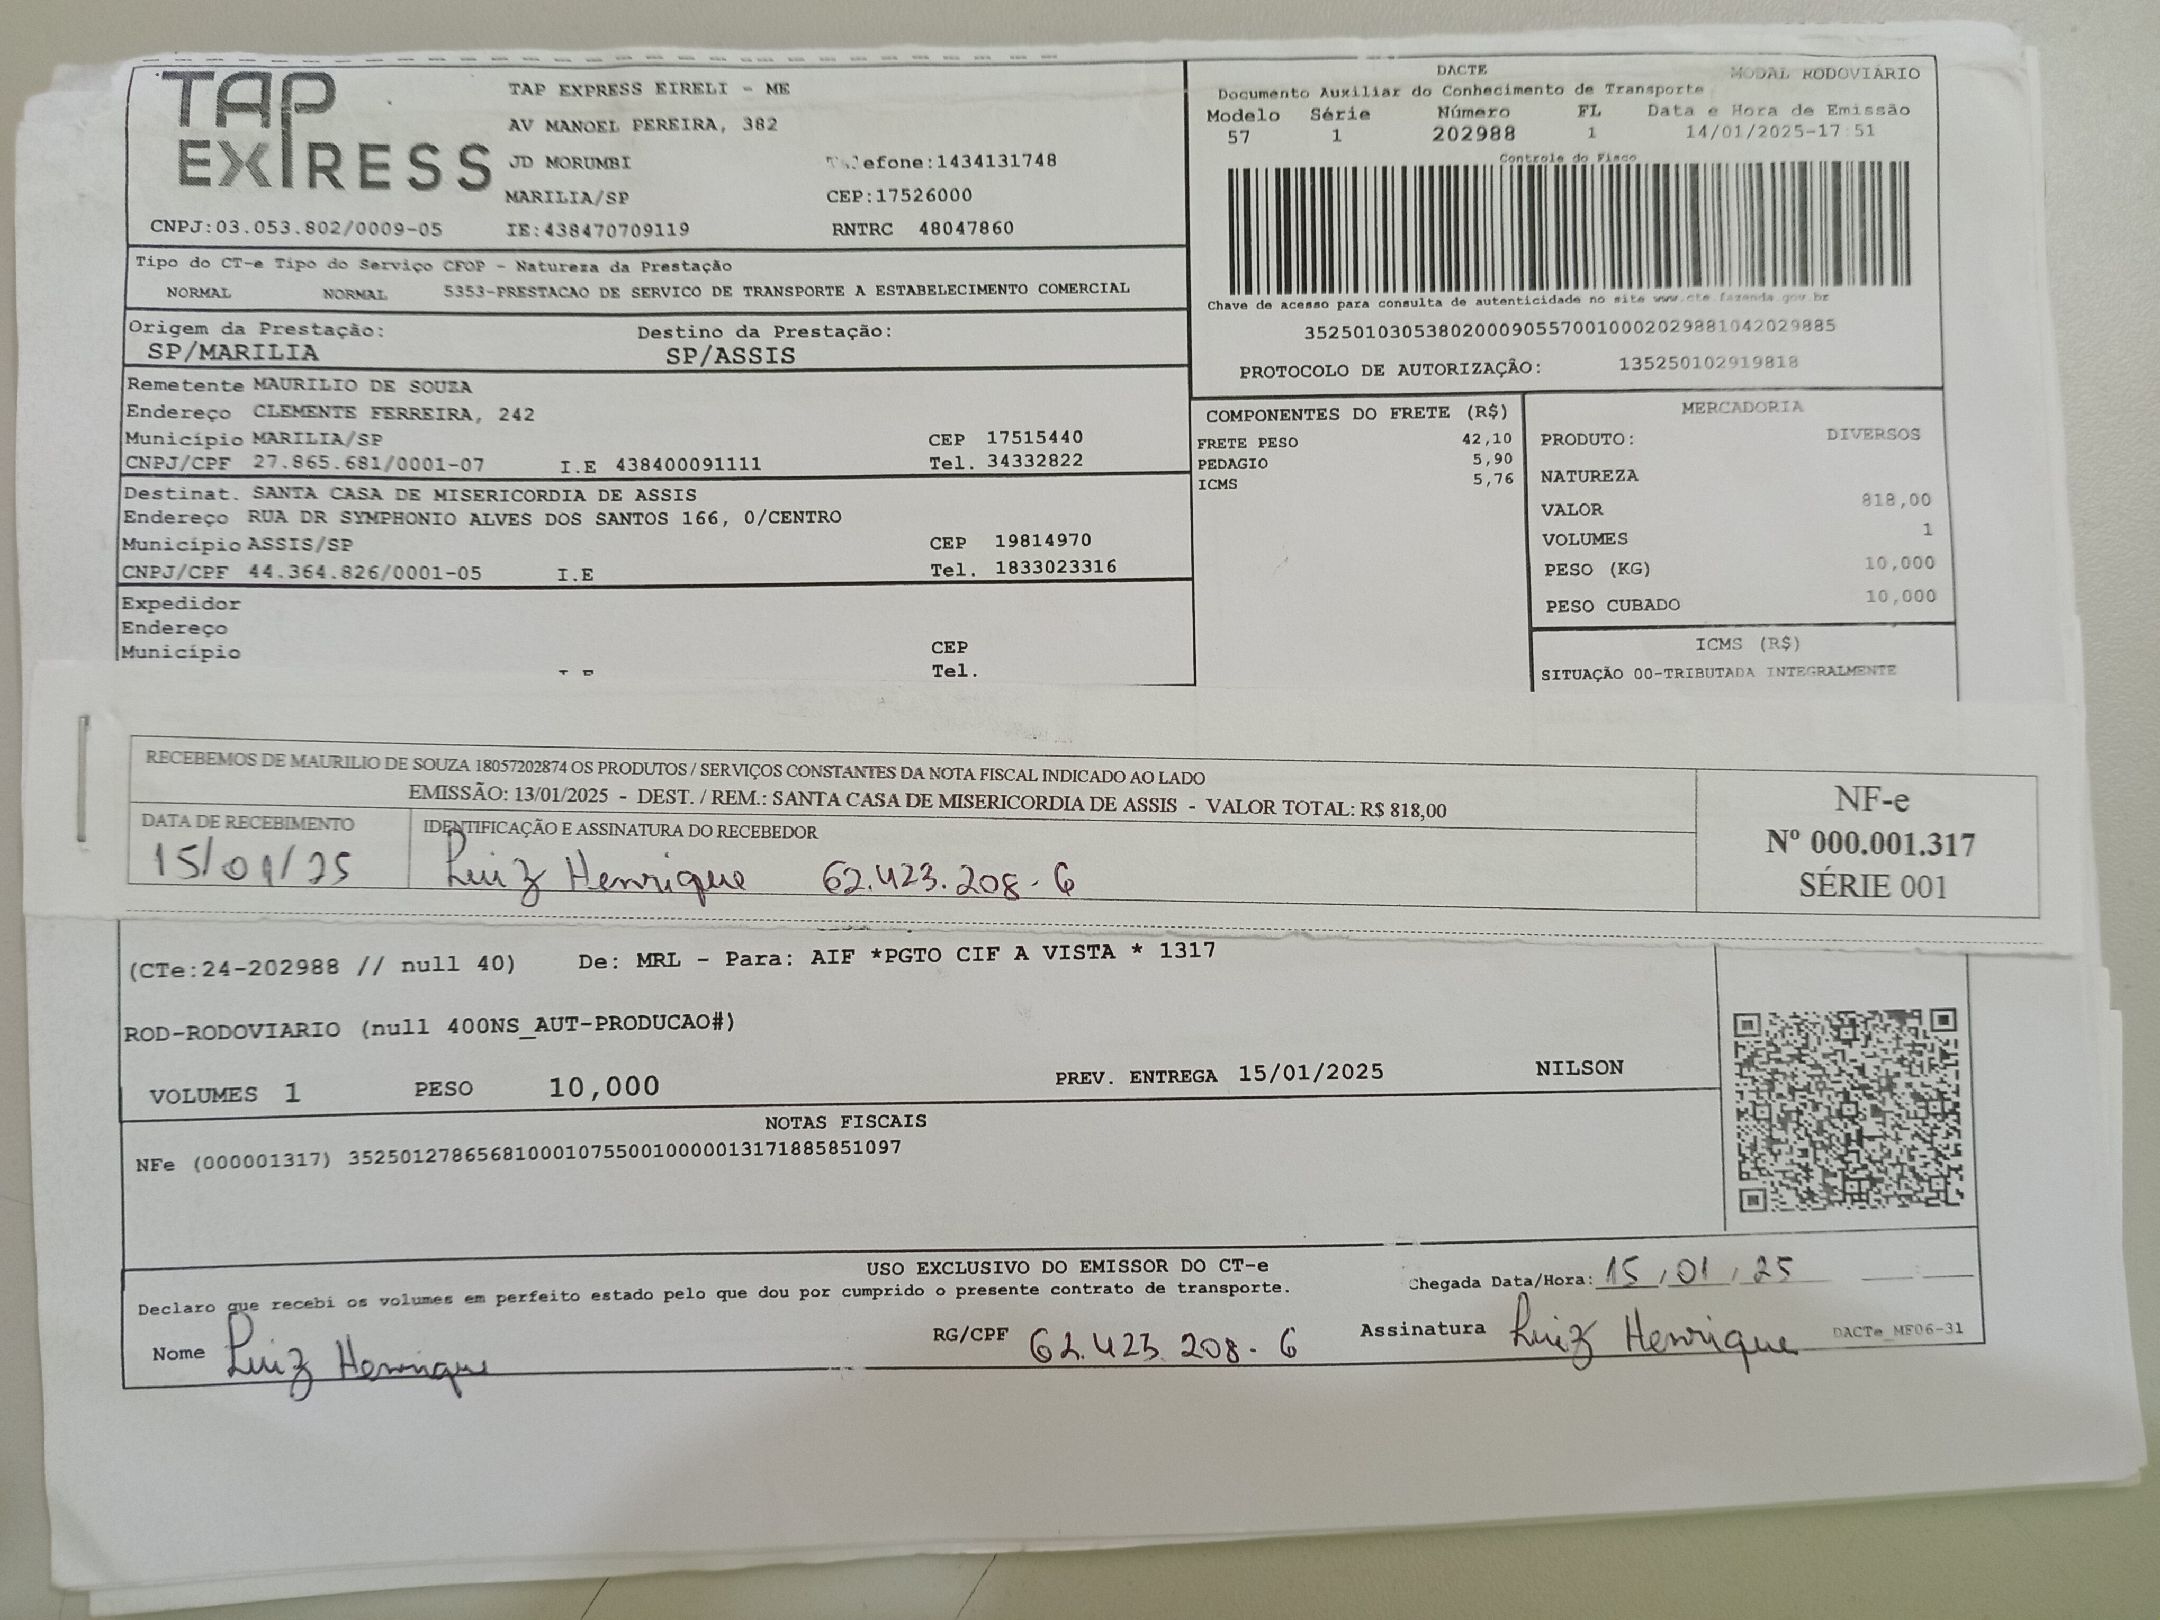 TAP EXPRESS
TAP EXPRESS EIRELI - ME
AV MANOEL PEREIRA, 382
JD MORUMBI Telefone:1434131748
MARILIA/SP CEP:17526000
CNPJ:03.053.802/0009-05 IE:438470709119 RNTRC 48047860
Tipo do CT-e Tipo do Serviço CFOP - Natureza da Prestação
NORMAL NORMAL 5353-PRESTACAO DE SERVICO DE TRANSPORTE A ESTABELECIMENTO COMERCIAL
Origem da Prestação: Destino da Prestação:
SP/MARILIA SP/ASSIS
Remetente MAURILIO DE SOUZA
Endereço CLEMENTE FERREIRA, 242
Município MARILIA/SP CEP 17515440
CNPJ/CPF 27.865.681/0001-07 I.E 438400091111 Tel. 34332822
Destinat. SANTA CASA DE MISERICORDIA DE ASSIS
Endereço RUA DR SYMPHONIO ALVES DOS SANTOS 166, 0/CENTRO
Município ASSIS/SP CEP 19814970
CNPJ/CPF 44.364.826/0001-05 I.E Tel. 1833023316
Expedidor
Endereço
Município CEP
Tel.
DACTE MODAL RODOVIÁRIO
Documento Auxiliar do Conhecimento de Transporte
Modelo Série Número FL Data e Hora de Emissão
57 1 202988 1 14/01/2025-17:51
Controle do Fisco
Chave de acesso para consulta de autenticidade no site www.cte.fazenda.gov.br
35250103053802000905570010002029881042029885
PROTOCOLO DE AUTORIZAÇÃO: 135250102919818
COMPONENTES DO FRETE (R$)
FRETE PESO 42,10
PEDAGIO 5,90
ICMS 5,76
MERCADORIA
PRODUTO: DIVERSOS
NATUREZA
VALOR 818,00
VOLUMES 1
PESO (KG) 10,000
PESO CUBADO 10,000
ICMS (R$)
SITUAÇÃO 00-TRIBUTADA INTEGRALMENTE
RECEBEMOS DE MAURILIO DE SOUZA 18057202874 OS PRODUTOS / SERVIÇOS CONSTANTES DA NOTA FISCAL INDICADO AO LADO
EMISSÃO: 13/01/2025 - DEST. / REM.: SANTA CASA DE MISERICORDIA DE ASSIS - VALOR TOTAL: R$ 818,00
DATA DE RECEBIMENTO IDENTIFICAÇÃO E ASSINATURA DO RECEBEDOR
15/01/25 Luiz Henrique 62.423.208-6
NF-e
Nº 000.001.317
SÉRIE 001
(CTe:24-202988 // null 40) De: MRL - Para: AIF *PGTO CIF A VISTA * 1317
ROD-RODOVIARIO (null 400NS_AUT-PRODUCAO#)
VOLUMES 1 PESO 10,000 PREV. ENTREGA 15/01/2025 NILSON
NOTAS FISCAIS
NFe (000001317) 35250127865681000107550010000013171885851097
USO EXCLUSIVO DO EMISSOR DO CT-e
Declaro que recebi os volumes em perfeito estado pelo que dou por cumprido o presente contrato de transporte.
Chegada Data/Hora: 15/01/25
Nome Luiz Henrique RG/CPF 62.423.208-6 Assinatura Luiz Henrique DACTe_MF06-31